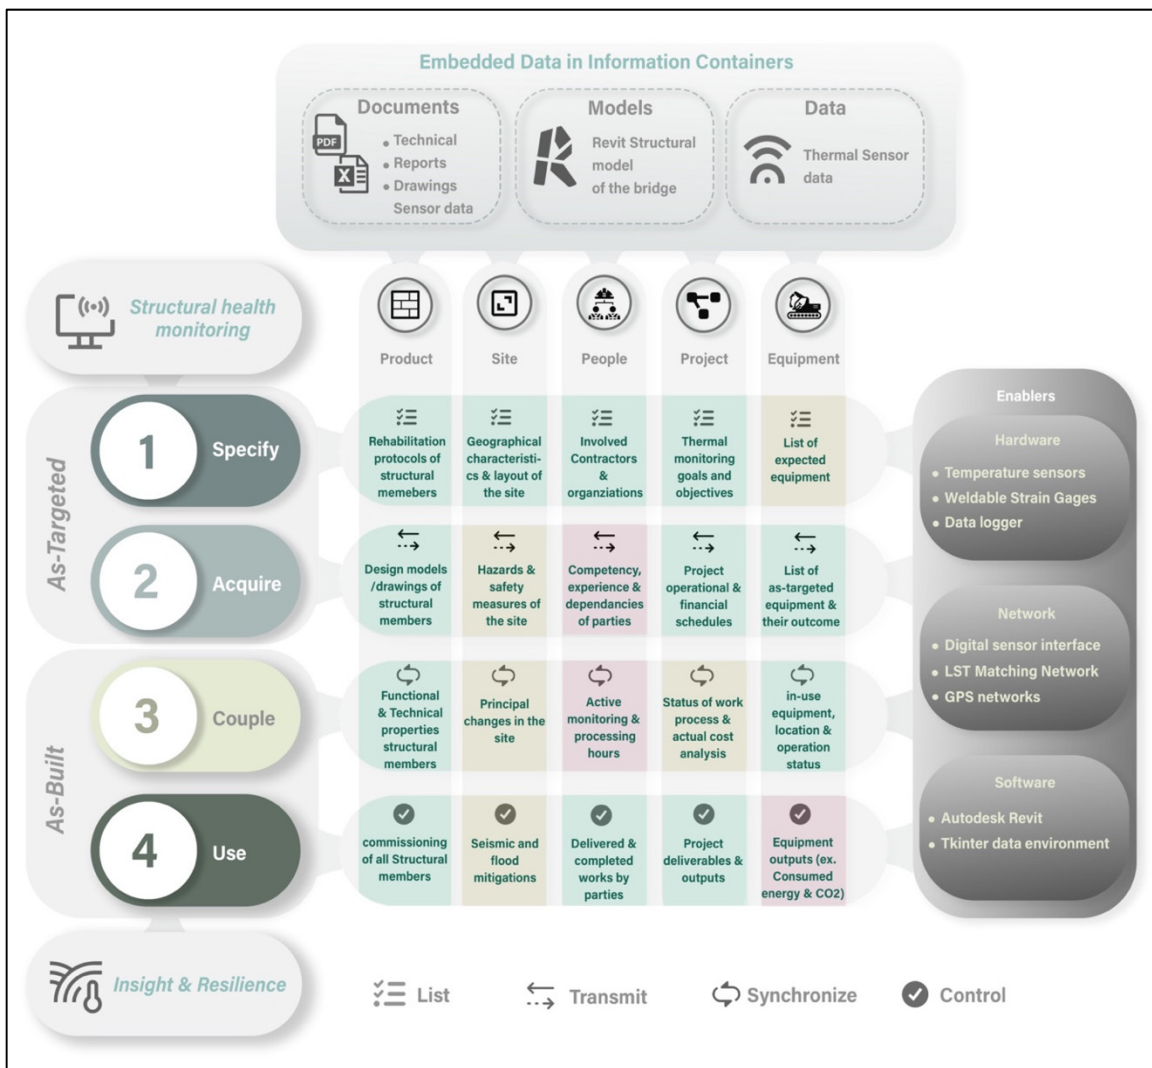 Embedded Data in Information Containers
Documents
PDF
X
• Technical
• Reports
• Drawings
Sensor data
Models
Revit Structural
model
of the bridge
Data
Thermal Sensor
data
Structural health
monitoring
Product
Site
People
Project
Equipment
As-Targeted
1
Specify
Rehabilitation
protocols of
structural
memebers
Geographical
characteristi-
cs & layout of
the site
Involved
Contractors
&
organziations
Thermal
monitoring
goals and
objectives
List of
expected
equipment
2
Acquire
Design models
/drawings of
structural
members
Hazards &
safety
measures of
the site
Competency,
experience &
dependancies
of parties
Project
operational &
financial
schedules
List of
as-targeted
equipment &
their outcome
As-Built
3
Couple
Functional
& Technical
properties
structural
members
Principal
changes in the
site
Active
monitoring &
processing
hours
Status of work
process &
actual cost
analysis
in-use
equipment,
location &
operation
status
4
Use
commissioning
of all Structural
members
Seismic and
flood
mitigations
Delivered &
completed
works by
parties
Project
deliverables &
outputs
Equipment
outputs (ex.
Consumed
energy & CO2)
Enablers
Hardware
• Temperature sensors
• Weldable Strain Gages
• Data logger
Network
• Digital sensor interface
• LST Matching Network
• GPS networks
Software
• Autodesk Revit
• Tkinter data environment
Insight & Resilience
List
Transmit
Synchronize
Control